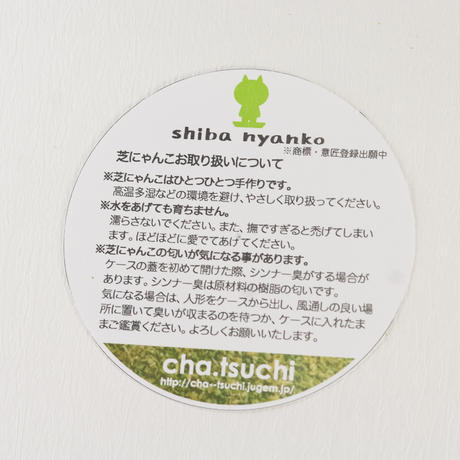 shiba nyanko
※商標・意匠登録出願中
芝にゃんこお取り扱いについて
※芝にゃんこはひとつひとつ手作りです。
高温多湿などの環境を避け、やさしく取り扱ってください。
※水をあげても育ちません。
濡らさないでください。また、撫ですぎると禿げてしまい
ます。ほどほどに愛でてあげてください。
※芝にゃんこの匂いが気になる事があります。
ケースの蓋を初めて開けた際、シンナー臭がする場合が
あります。シンナー臭は原材料の樹脂の匂いです。
気になる場合は、人形をケースから出し、風通しの良い場
所に置いて臭いが収まるのを待つか、ケースに入れたま
まご鑑賞ください。よろしくお願いいたします。
cha.tsuchi
http://cha--tsuchi.jugem.jp/